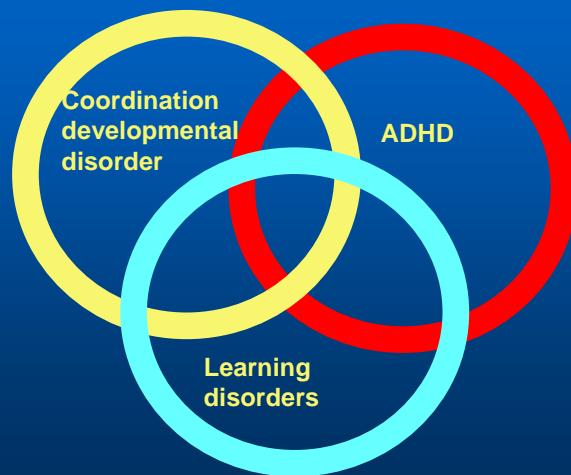 Coordination
developmental
disorder
ADHD
Learning
disorders